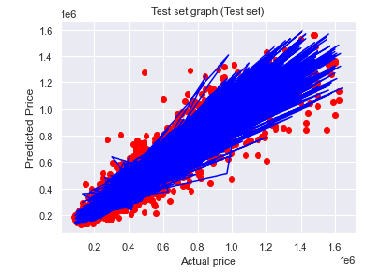 Test set graph (Test set)
1e6
1.6
1.4
1.2
1.0
0.8
0.6
0.4
0.2
Predicted Price
0.2 0.4 0.6 0.8 1.0 1.2 1.4 1.6
Actual price
1e6